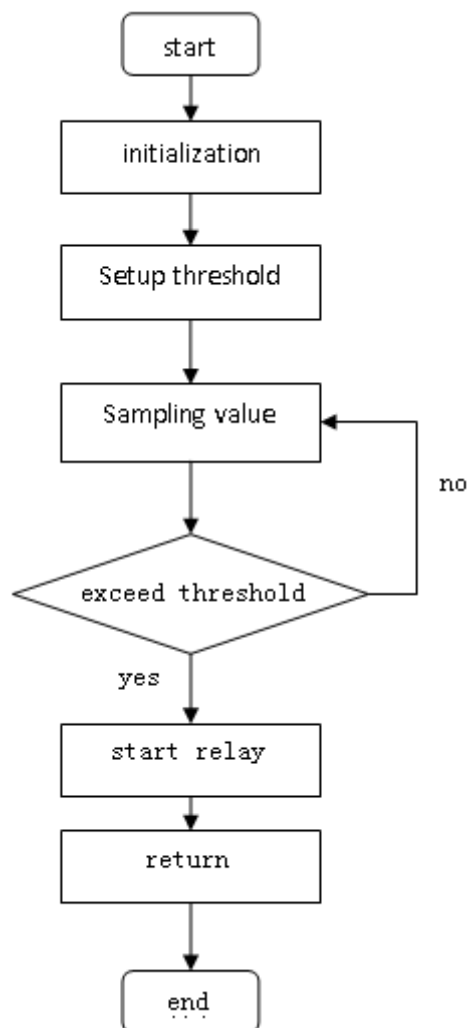 start
initialization
Setup threshold
Sampling value
no
exceed threshold
yes
start relay
return
end